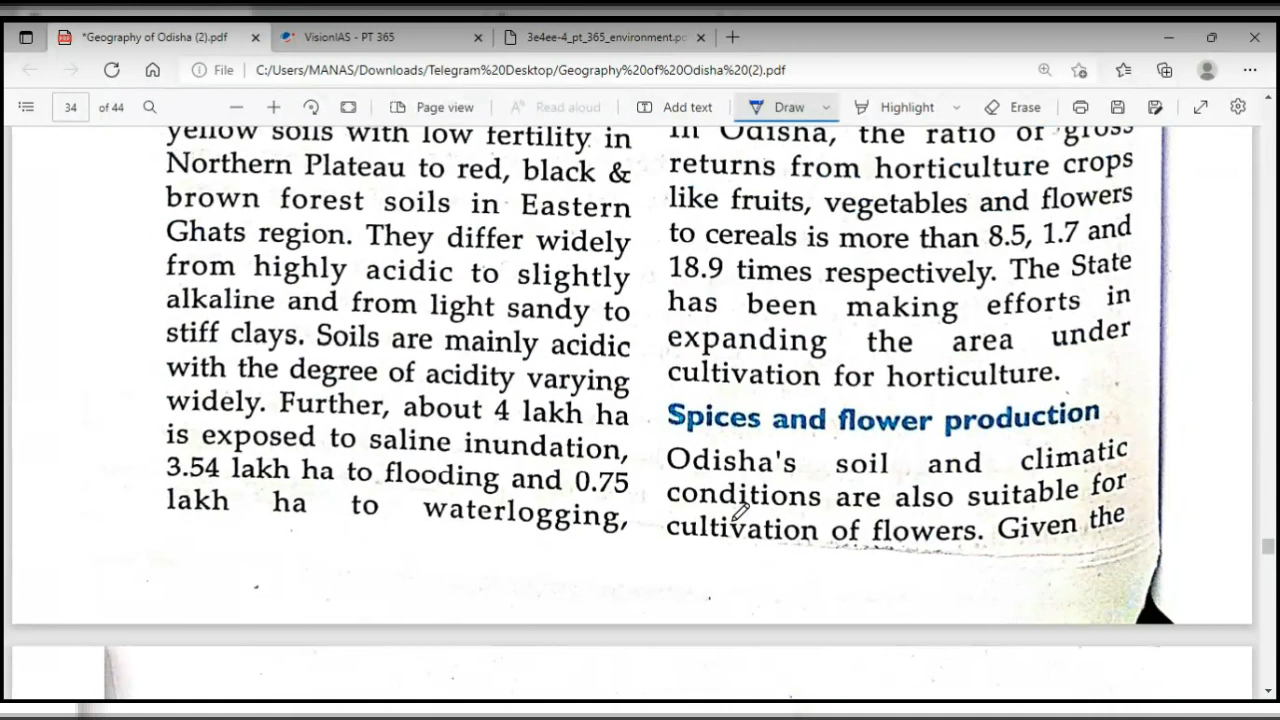 *Geography of Odisha (2).pdf
VisionIAS - PT 365
3e4ee-4_pt_365_environment.pd
File
C:/Users/MANAS/Downloads/Telegram%20Desktop/Geography%20of%20Odisha%20(2).pdf
34 of 44
Page view
Read aloud
Add text
Draw
Highlight
Erase
yellow soils with low fertility in
Northern Plateau to red, black &
brown forest soils in Eastern
Ghats region. They differ widely
from highly acidic to slightly
alkaline and from light sandy to
stiff clays. Soils are mainly acidic
with the degree of acidity varying
widely. Further, about 4 lakh ha
is exposed to saline inundation,
3.54 lakh ha to flooding and 0.75
lakh ha to waterlogging,
In Odisha, the ratio of gross
returns from horticulture crops
like fruits, vegetables and flowers
to cereals is more than 8.5, 1.7 and
18.9 times respectively. The State
has been making efforts in
expanding the area under
cultivation for horticulture.
Spices and flower production
Odisha's soil and climatic
conditions are also suitable for
cultivation of flowers. Given the